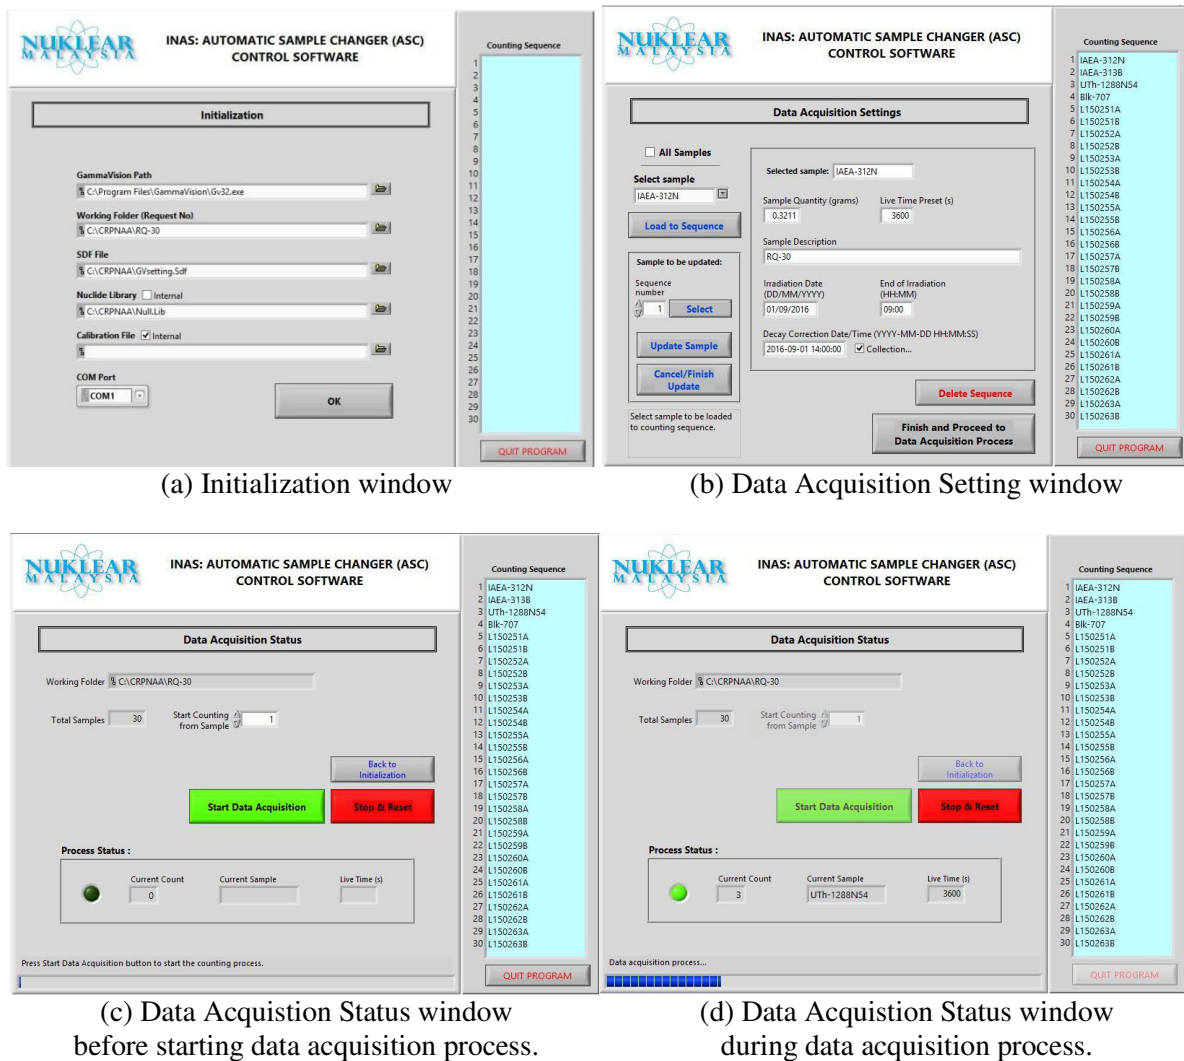 NUKLEAR
MALAYSIA
INAS: AUTOMATIC SAMPLE CHANGER (ASC)
CONTROL SOFTWARE
Initialization
GammaVision Path
C:\Program Files\GammaVision\Gv32.exe
Working Folder (Request No)
C:\CRPNAA\RQ-30
SDF File
C:\CRPNAA\GVsetting.Sdf
Nuclide Library Internal
C:\CRPNAA\Null.Lib
Calibration File Internal
COM Port
COM1
OK
Counting Sequence
1
2
3
4
5
6
7
8
9
10
11
12
13
14
15
16
17
18
19
20
21
22
23
24
25
26
27
28
29
30
QUIT PROGRAM
(a) Initialization window
NUKLEAR
MALAYSIA
INAS: AUTOMATIC SAMPLE CHANGER (ASC)
CONTROL SOFTWARE
Data Acquisition Settings
All Samples
Select sample
IAEA-312N
Load to Sequence
Sample to be updated:
Sequence
number
1 Select
Update Sample
Cancel/Finish
Update
Select sample to be loaded
to counting sequence.
Selected sample: IAEA-312N
Sample Quantity (grams) Live Time Preset (s)
0.3211 3600
Sample Description
RQ-30
Irradiation Date End of Irradiation
(DD/MM/YYYY) (HH:MM)
01/09/2016 09:00
Decay Correction Date/Time (YYYY-MM-DD HH:MM:SS)
2016-09-01 14:00:00 Collection...
Delete Sequence
Finish and Proceed to
Data Acquisition Process
Counting Sequence
1 IAEA-312N
2 IAEA-313B
3 UTh-1288N54
4 Blk-707
5 L150251A
6 L150251B
7 L150252A
8 L150252B
9 L150253A
10 L150253B
11 L150254A
12 L150254B
13 L150255A
14 L150255B
15 L150256A
16 L150256B
17 L150257A
18 L150257B
19 L150258A
20 L150258B
21 L150259A
22 L150259B
23 L150260A
24 L150260B
25 L150261A
26 L150261B
27 L150262A
28 L150262B
29 L150263A
30 L150263B
QUIT PROGRAM
(b) Data Acquisition Setting window
NUKLEAR
MALAYSIA
INAS: AUTOMATIC SAMPLE CHANGER (ASC)
CONTROL SOFTWARE
Data Acquisition Status
Working Folder C:\CRPNAA\RQ-30
Total Samples 30 Start Counting
from Sample 1
Back to
Initialization
Start Data Acquisition Stop & Reset
Process Status :
Current Count Current Sample Live Time (s)
0
Press Start Data Acquisition button to start the counting process.
Counting Sequence
1 IAEA-312N
2 IAEA-313B
3 UTh-1288N54
4 Blk-707
5 L150251A
6 L150251B
7 L150252A
8 L150252B
9 L150253A
10 L150253B
11 L150254A
12 L150254B
13 L150255A
14 L150255B
15 L150256A
16 L150256B
17 L150257A
18 L150257B
19 L150258A
20 L150258B
21 L150259A
22 L150259B
23 L150260A
24 L150260B
25 L150261A
26 L150261B
27 L150262A
28 L150262B
29 L150263A
30 L150263B
QUIT PROGRAM
(c) Data Acquistion Status window
before starting data acquisition process.
NUKLEAR
MALAYSIA
INAS: AUTOMATIC SAMPLE CHANGER (ASC)
CONTROL SOFTWARE
Data Acquisition Status
Working Folder C:\CRPNAA\RQ-30
Total Samples 30 Start Counting
from Sample 1
Back to
Initialization
Start Data Acquisition Stop & Reset
Process Status :
Current Count Current Sample Live Time (s)
3 UTh-1288N54 3600
Data acquisition process...
Counting Sequence
1 IAEA-312N
2 IAEA-313B
3 UTh-1288N54
4 Blk-707
5 L150251A
6 L150251B
7 L150252A
8 L150252B
9 L150253A
10 L150253B
11 L150254A
12 L150254B
13 L150255A
14 L150255B
15 L150256A
16 L150256B
17 L150257A
18 L150257B
19 L150258A
20 L150258B
21 L150259A
22 L150259B
23 L150260A
24 L150260B
25 L150261A
26 L150261B
27 L150262A
28 L150262B
29 L150263A
30 L150263B
QUIT PROGRAM
(d) Data Acquistion Status window
during data acquisition process.